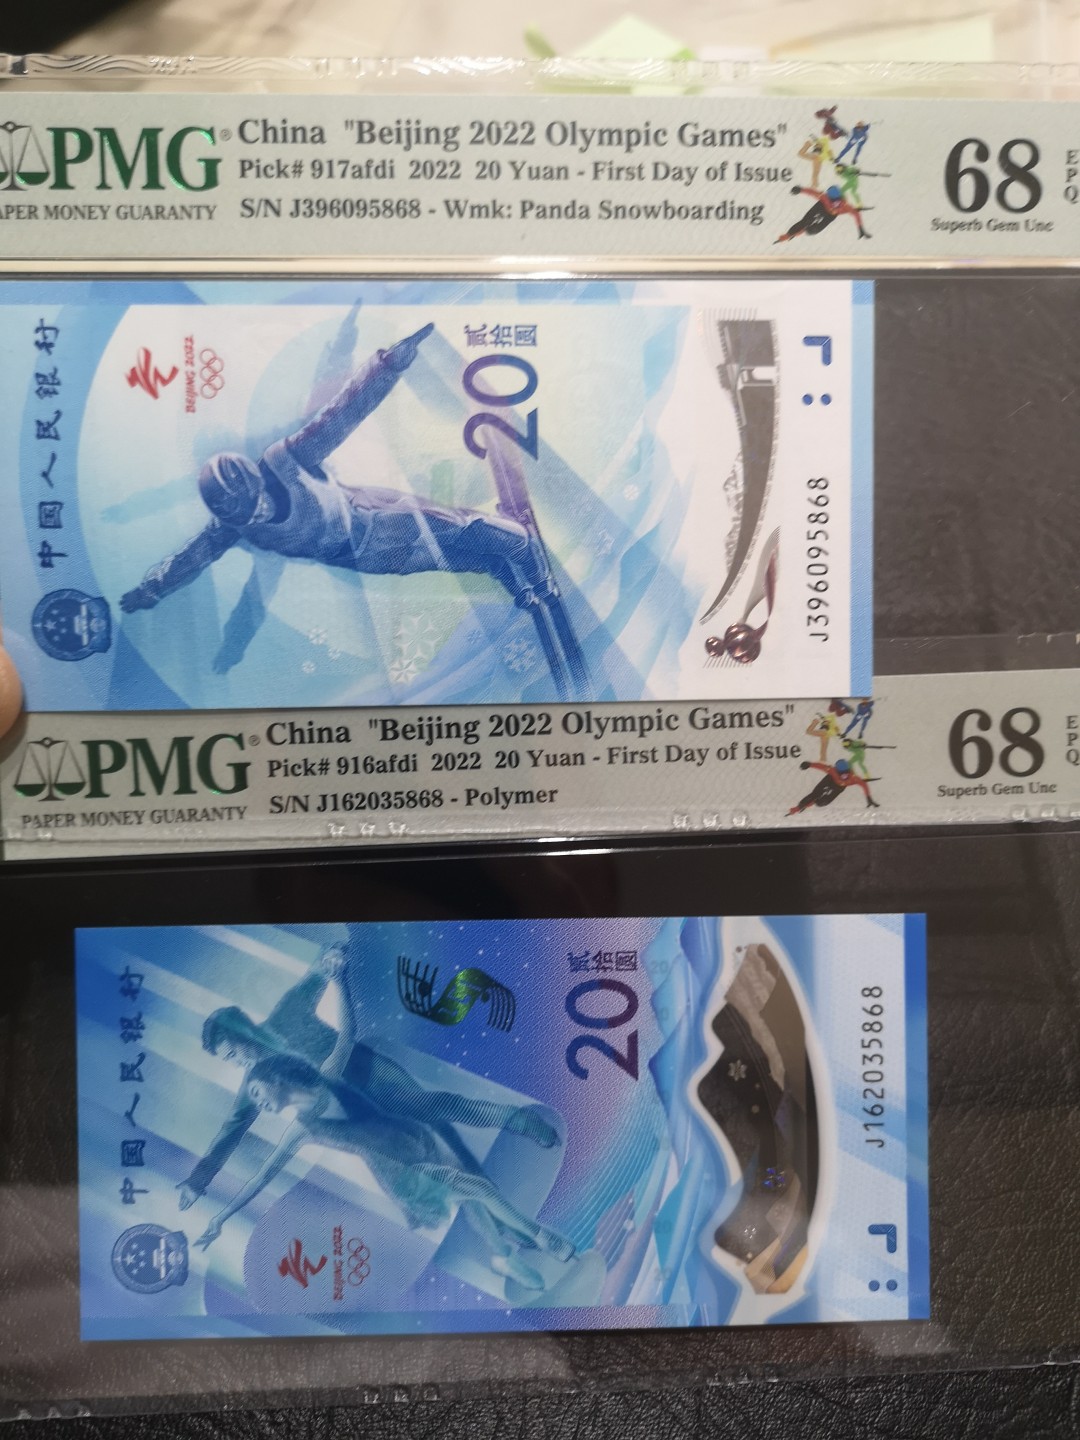 PMG®
APER MONEY GUARANTY
China "Beijing 2022 Olympic Games"
Pick# 917afdi 2022 20 Yuan - First Day of Issue
S/N J396095868 - Wmk: Panda Snowboarding
68
EPQ
Superb Gem Unc
中国人民银行
BEIJING 2022
贰拾圆
20
J396095868
PMG®
PAPER MONEY GUARANTY
China "Beijing 2022 Olympic Games"
Pick# 916afdi 2022 20 Yuan - First Day of Issue
S/N J162035868 - Polymer
68
EPQ
Superb Gem Unc
中国人民银行
BEIJING 2022
贰拾圆
20
J162035868